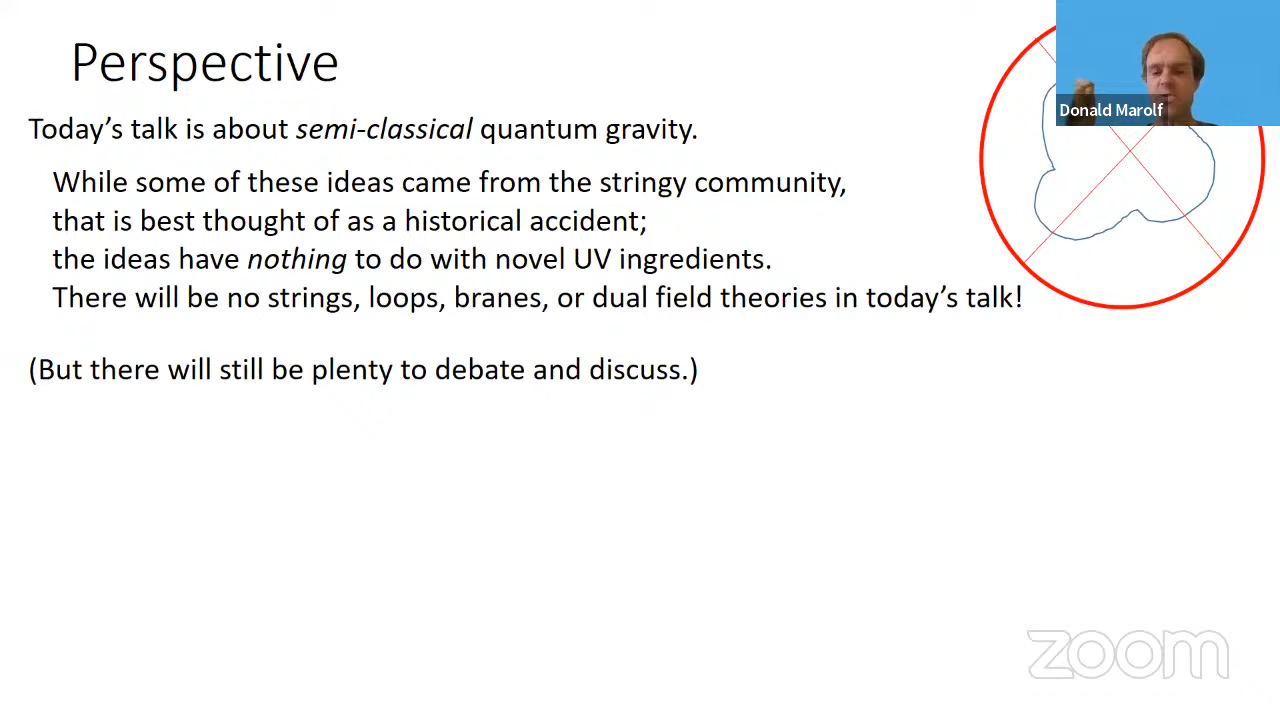 Perspective
Donald Marolf
Today's talk is about semi-classical quantum gravity.
While some of these ideas came from the stringy community,
that is best thought of as a historical accident;
the ideas have nothing to do with novel UV ingredients.
There will be no strings, loops, branes, or dual field theories in today's talk!
(But there will still be plenty to debate and discuss.)
zoom